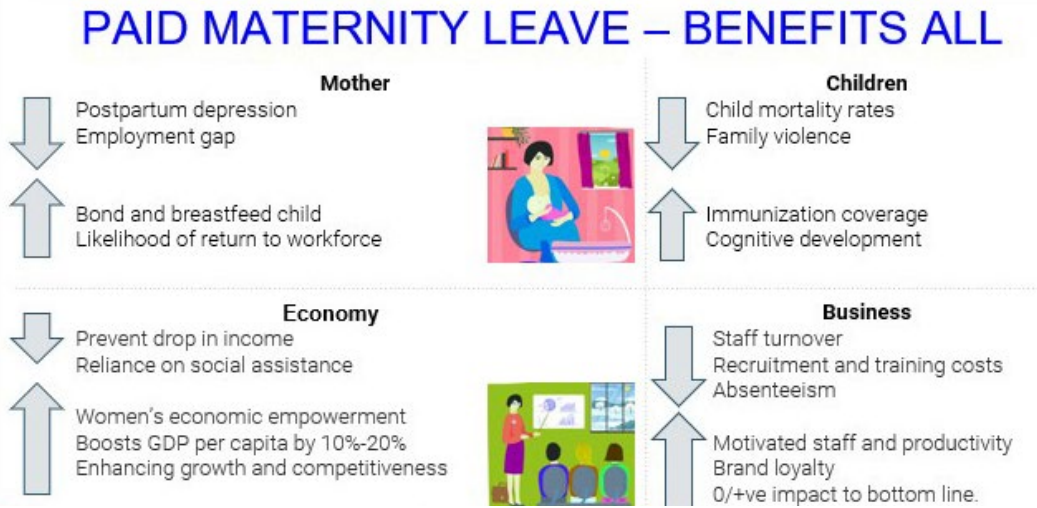 PAID MATERNITY LEAVE – BENEFITS ALL
Mother
Postpartum depression
Employment gap
Bond and breastfeed child
Likelihood of return to workforce
Children
Child mortality rates
Family violence
Immunization coverage
Cognitive development
Economy
Prevent drop in income
Reliance on social assistance
Women's economic empowerment
Boosts GDP per capita by 10%-20%
Enhancing growth and competitiveness
Business
Staff turnover
Recruitment and training costs
Absenteeism
Motivated staff and productivity
Brand loyalty
0/+ve impact to bottom line.